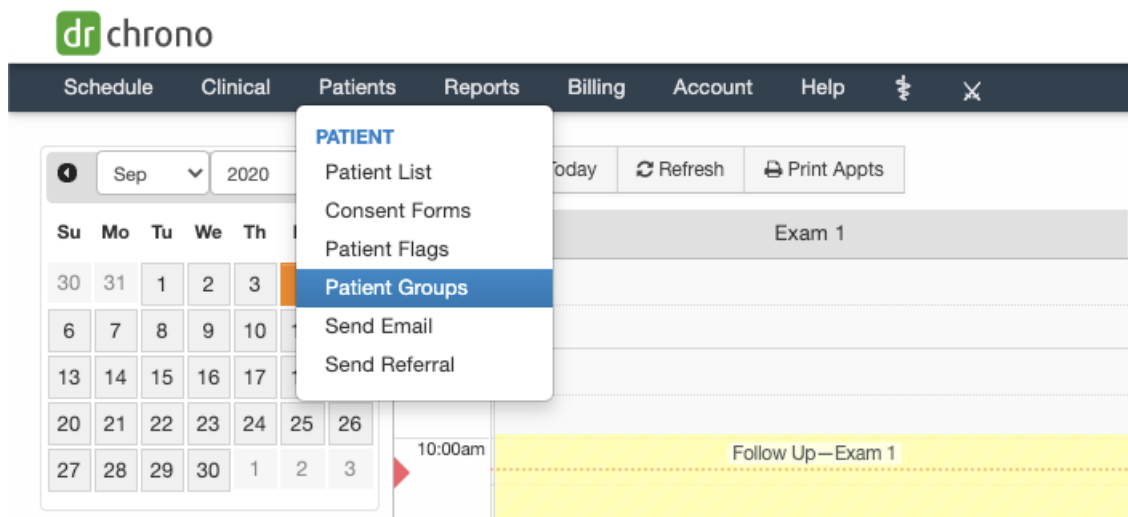 dr chrono
Schedule Clinical Patients Reports Billing Account Help
PATIENT
Patient List
Consent Forms
Patient Flags
Patient Groups
Send Email
Send Referral
Sep 2020
Refresh Print Appts
Su Mo Tu We Th
30 31 1 2 3
6 7 8 9 10
13 14 15 16 17
20 21 22 23 24 25 26
27 28 29 30 1 2 3
Exam 1
10:00am
Follow Up—Exam 1